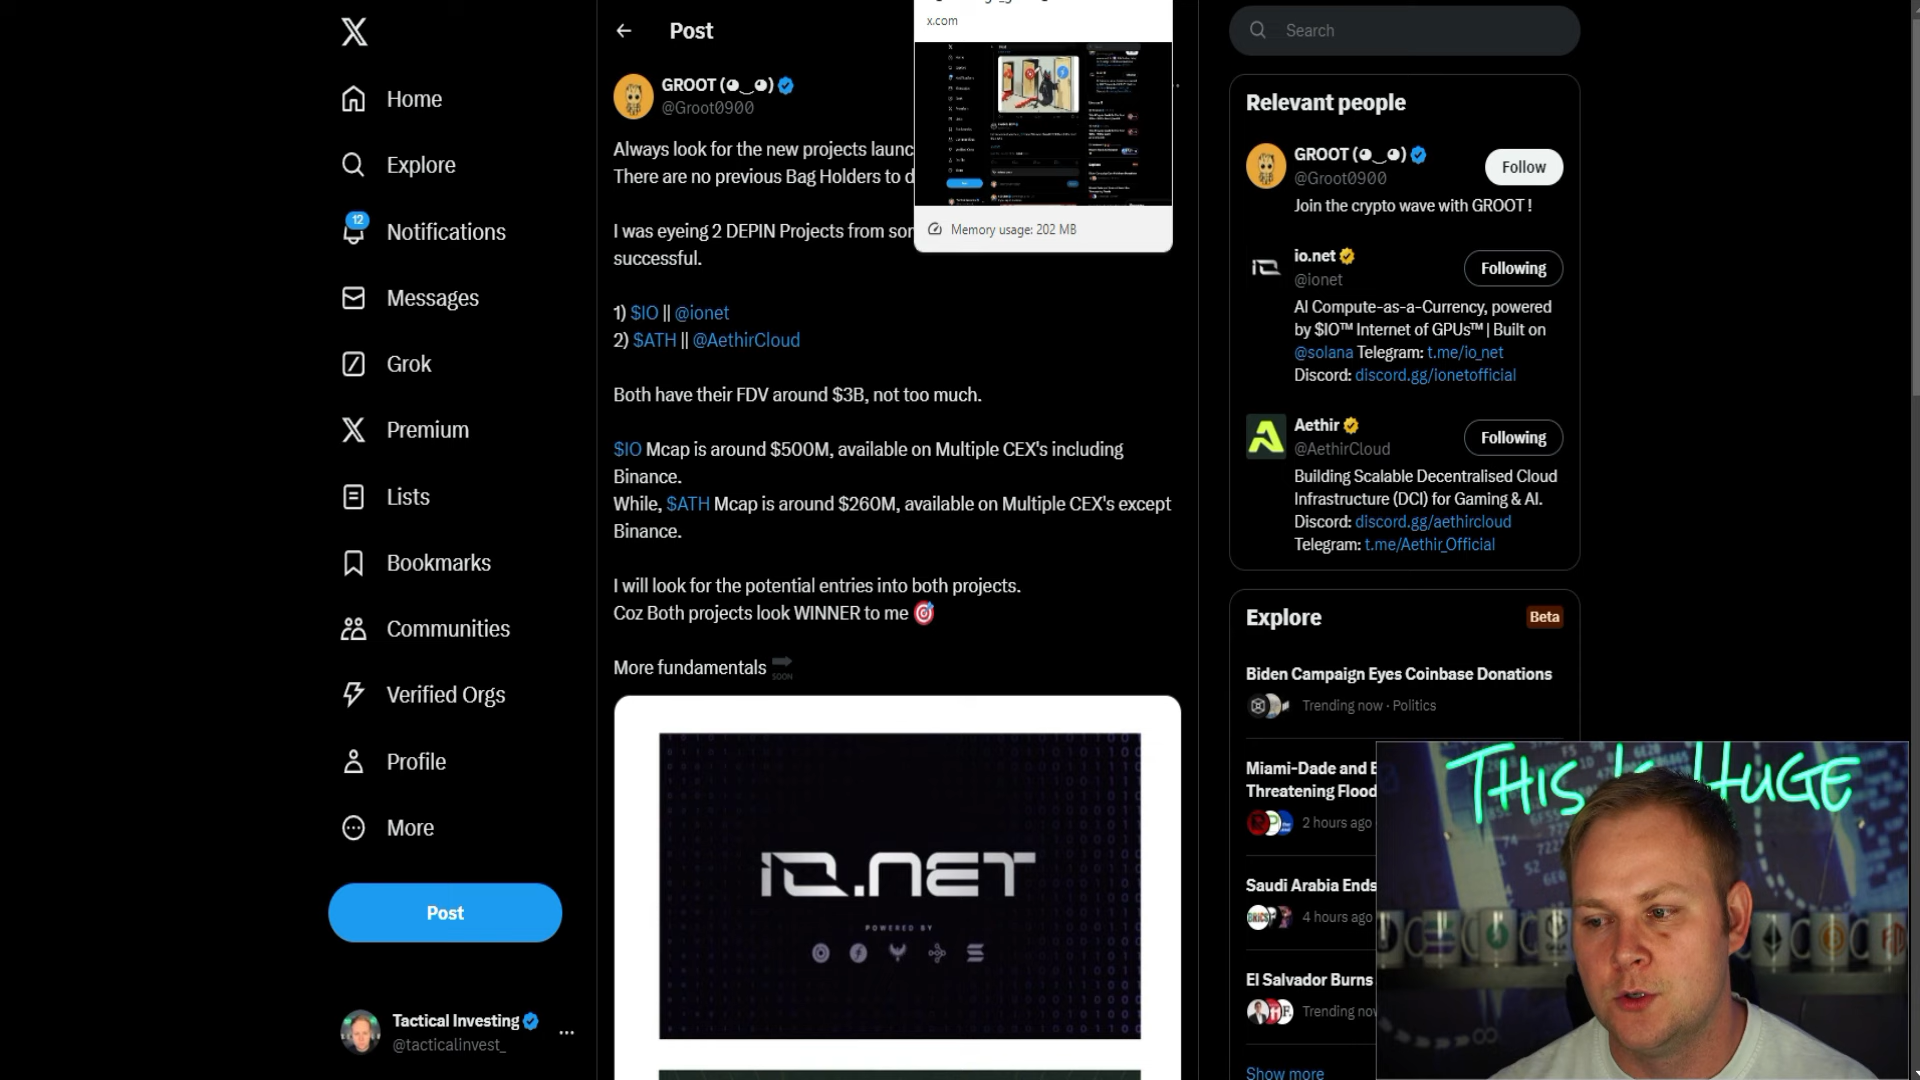 Home
Explore
12
Notifications
Messages
Grok
Premium
Lists
Bookmarks
Communities
Verified Orgs
Profile
More
Post
Tactical Investing
@tacticalinvest_
Post
GROOT (◕‿◕)
@Groot0900
Always look for the new projects
There are no previous Bag Holders to
I was eyeing 2 DEPIN Projects from
successful.
1) $IO || @ionet
2) $ATH || @AethirCloud
Both have their FDV around $3B, not too much.
$IO Mcap is around $500M, available on Multiple CEX's including
Binance.
While, $ATH Mcap is around $260M, available on Multiple CEX's except
Binance.
I will look for the potential entries into both projects.
Coz Both projects look WINNER to me 🎯
More fundamentals 🔜
SOON
IO.NET
POWERED BY
x.com
Memory usage: 202 MB
Search
Relevant people
GROOT (◕‿◕)
@Groot0900
Follow
Join the crypto wave with GROOT !
io.net
@ionet
Following
AI Compute-as-a-Currency, powered
by $IO™ Internet of GPUs™ | Built on
@solana Telegram: t.me/io_net
Discord: discord.gg/ionetofficial
Aethir
@AethirCloud
Following
Building Scalable Decentralised Cloud
Infrastructure (DCI) for Gaming & AI.
Discord: discord.gg/aethircloud
Telegram: t.me/Aethir_Official
Explore
Beta
Biden Campaign Eyes Coinbase Donations
Trending now · Politics
Miami-Dade and
Threatening Flood
2 hours ago
Saudi Arabia Ends
4 hours ago
El Salvador Burns
Trending now
Show more
THIS IS HUGE